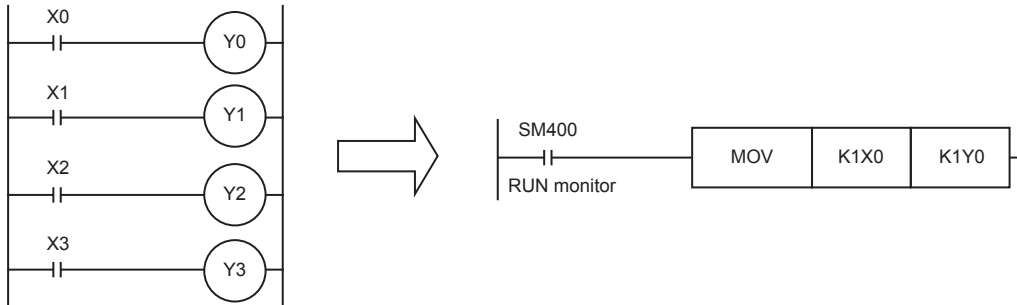 X0
Y0
X1
Y1
X2
Y2
X3
Y3
SM400
MOV K1X0 K1Y0
RUN monitor